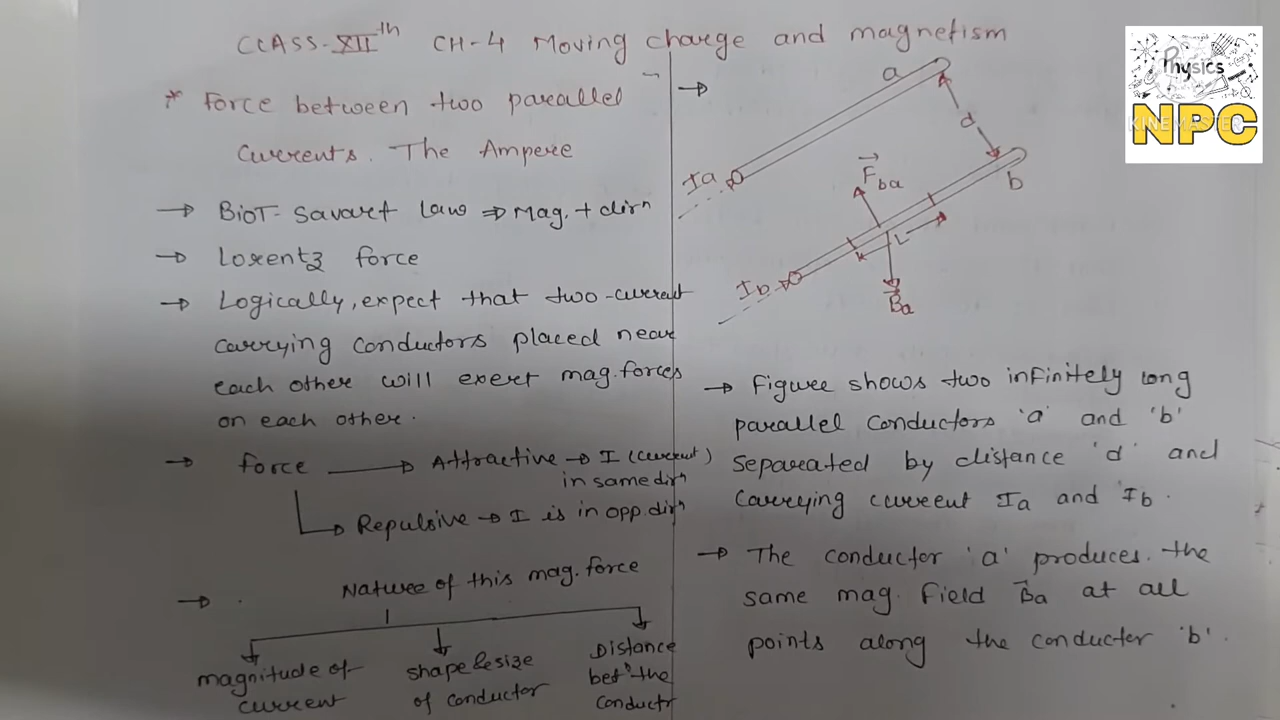 CLASS-XIIth CH-4 Moving charge and magnetism
* Force between two parallel
Currents. The Ampere
→ BIOT-Savart law ⇒ Mag. + dirn
→ Lorentz force
→ Logically, expect that two-current
carrying conductors placed near
each other will exert mag. forces
on each other.
→ force → Attractive → I (current)
in same dirn
→ Repulsive → I is in opp. dirn
→ Nature of this mag. force
magnitude of
current
shape & size
of conductor
Distance
betn the
conductr
→ a
d
Ia
Fba
b
L
Ib
Ba
→ Figure shows two infinitely long
parallel conductors 'a' and 'b'
separated by distance 'd' and
carrying current Ia and Ib.
→ The conductor 'a' produces. the
same mag. field Ba at all
points along the conductor 'b'.
Physics
NPC
KINEMASTER